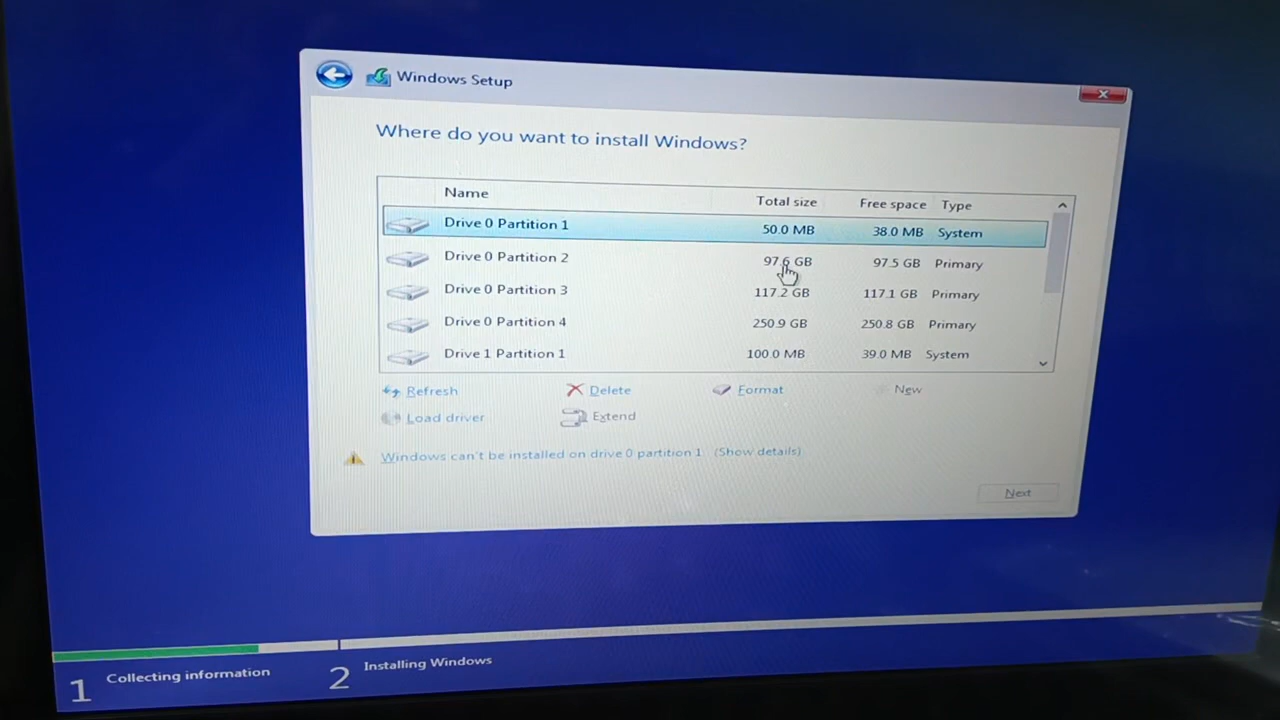 Windows Setup
Where do you want to install Windows?
Name Total size Free space Type
Drive 0 Partition 1 50.0 MB 38.0 MB System
Drive 0 Partition 2 97.6 GB 97.5 GB Primary
Drive 0 Partition 3 117.2 GB 117.1 GB Primary
Drive 0 Partition 4 250.9 GB 250.8 GB Primary
Drive 1 Partition 1 100.0 MB 39.0 MB System
Refresh Delete Format New
Load driver Extend
Windows can't be installed on drive 0 partition 1. (Show details)
Next
1 Collecting information 2 Installing Windows